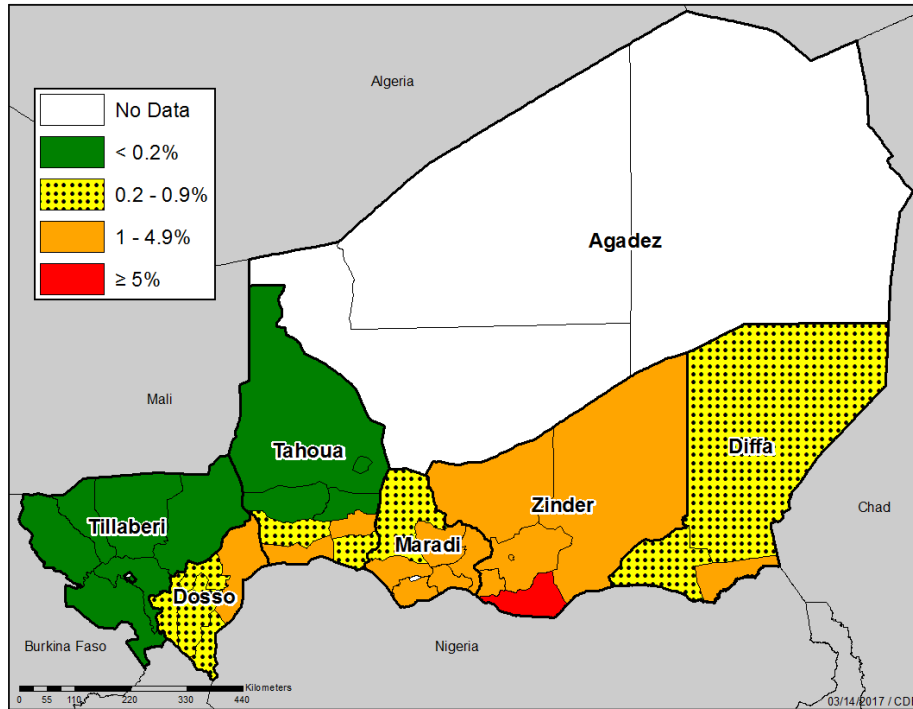 Algeria
No Data
< 0.2%
0.2 - 0.9%
1 - 4.9%
≥ 5%
Agadez
Mali
Tahoua
Diffa
Zinder
Chad
Tillaberi
Maradi
Dosso
Burkina Faso
Nigeria
Kilometers
0 55 110 220 330 440
03/14/2017 /